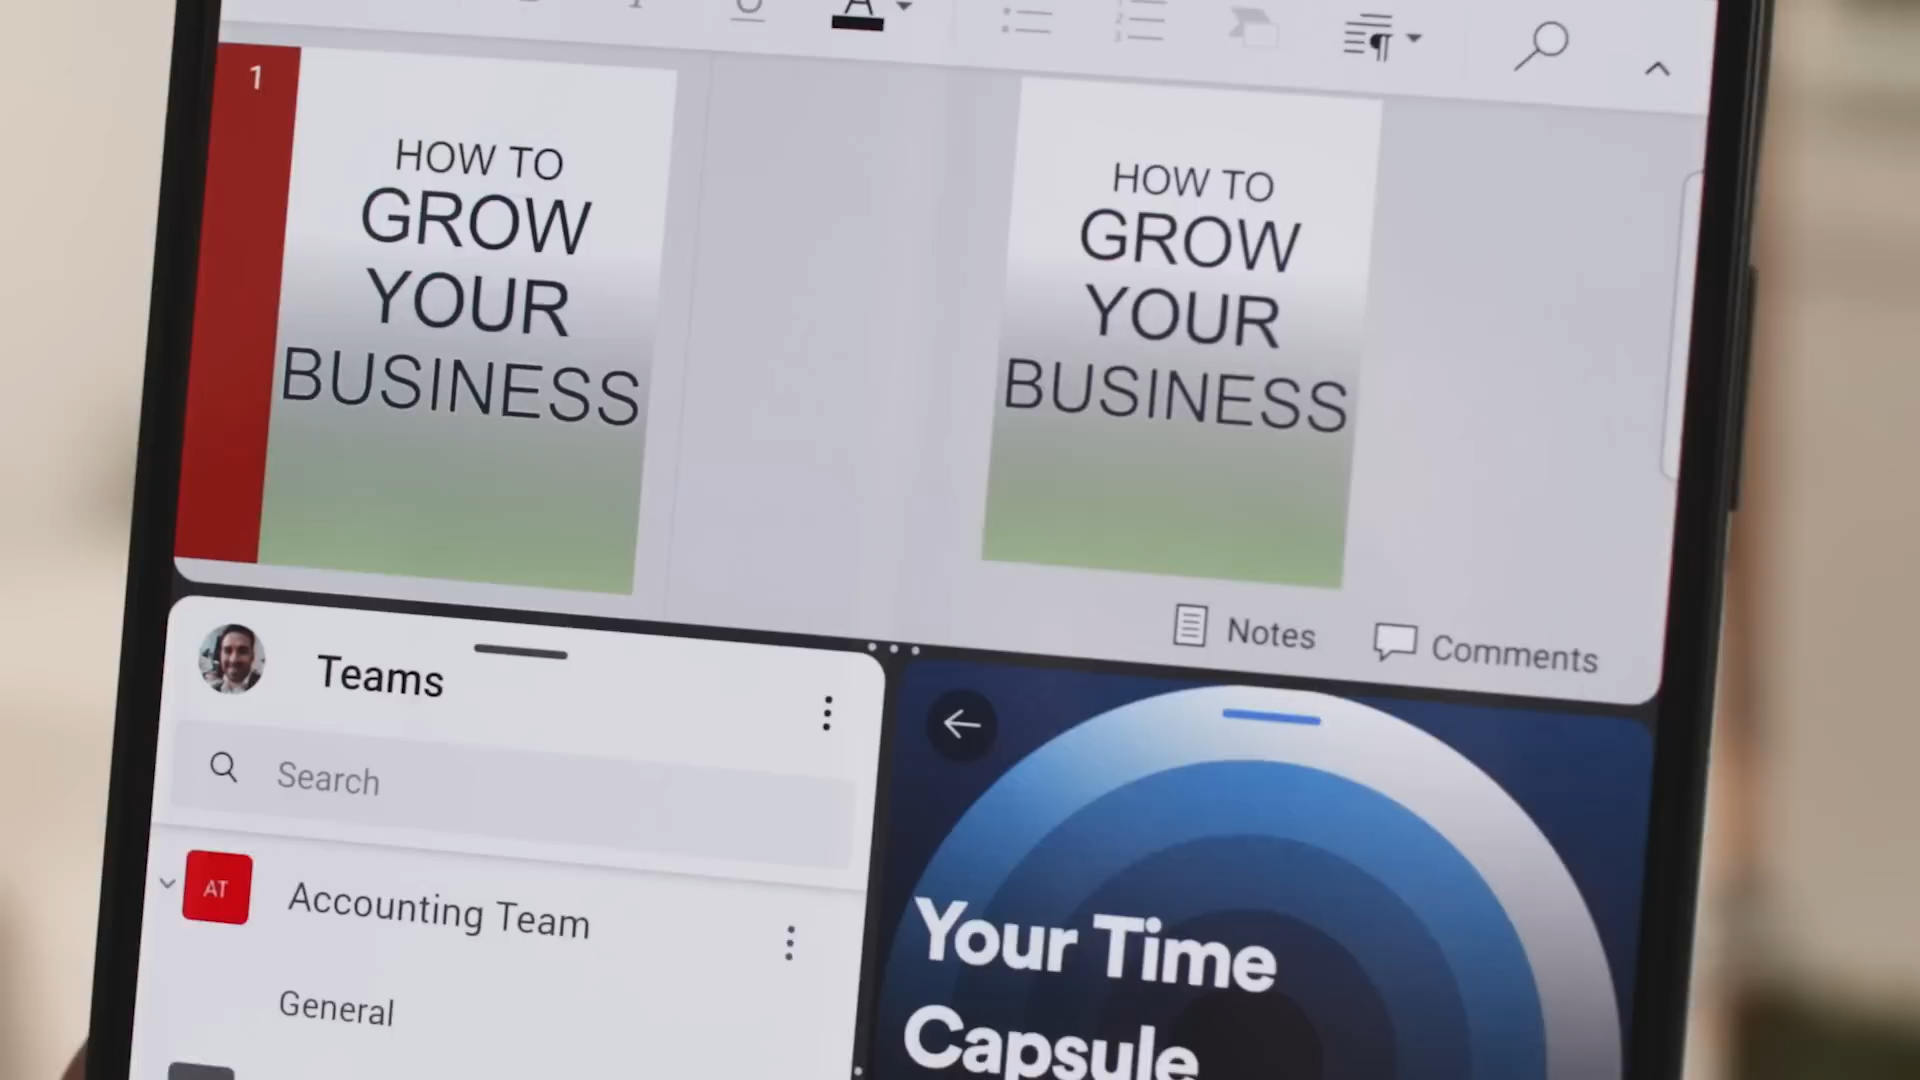 A
1
HOW TO
GROW
YOUR
BUSINESS
HOW TO
GROW
YOUR
BUSINESS
Notes
Comments
Teams
Search
AT
Accounting Team
General
Your Time
Capsule